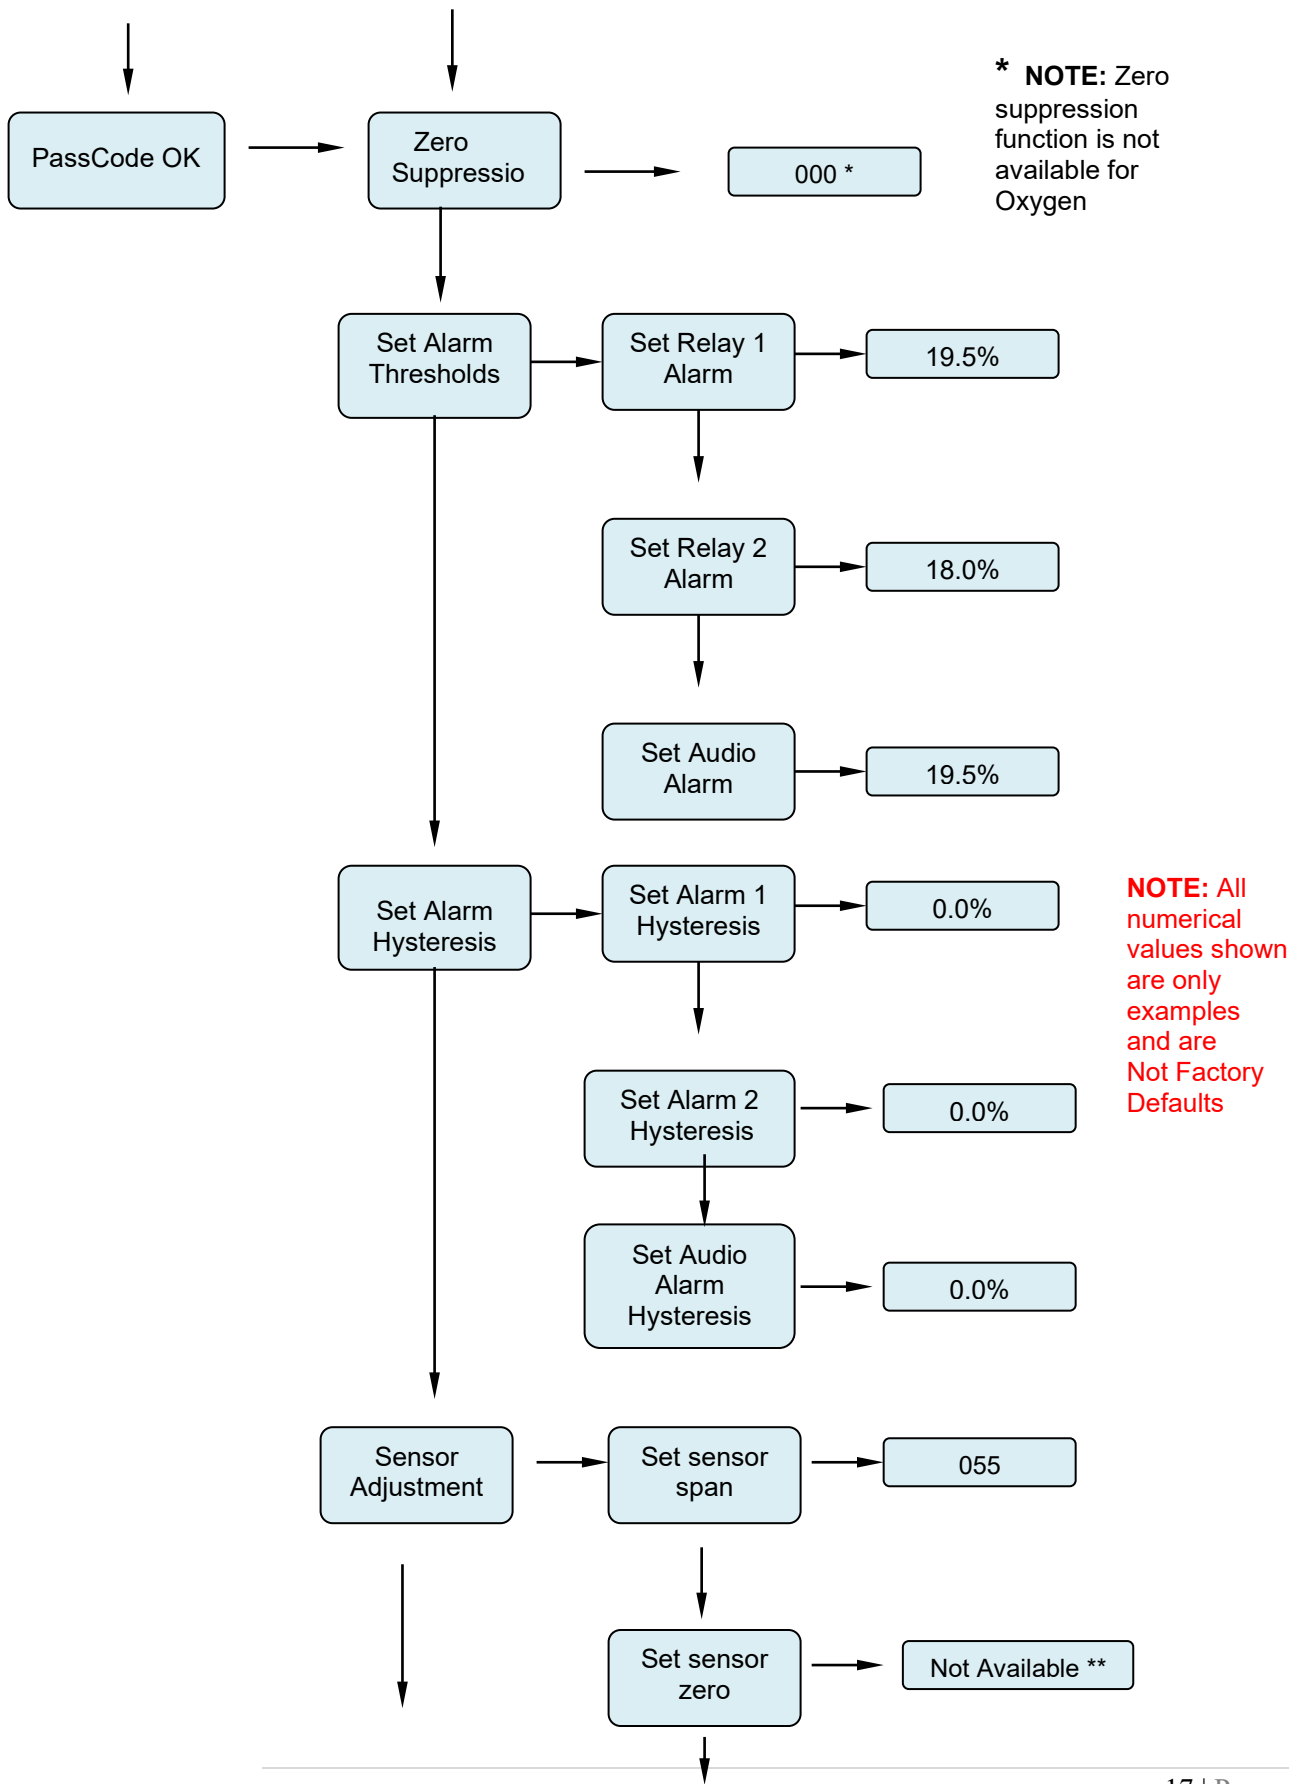 * NOTE: Zero
suppression
function is not
available for
Oxygen
PassCode OK
Zero
Suppressio
000 *
Set Alarm
Thresholds
Set Relay 1
Alarm
19.5%
Set Relay 2
Alarm
18.0%
Set Audio
Alarm
19.5%
Set Alarm
Hysteresis
Set Alarm 1
Hysteresis
0.0%
NOTE: All
numerical
values shown
are only
examples
and are
Not Factory
Defaults
Set Alarm 2
Hysteresis
0.0%
Set Audio
Alarm
Hysteresis
0.0%
Sensor
Adjustment
Set sensor
span
055
Set sensor
zero
Not Available **
17 |